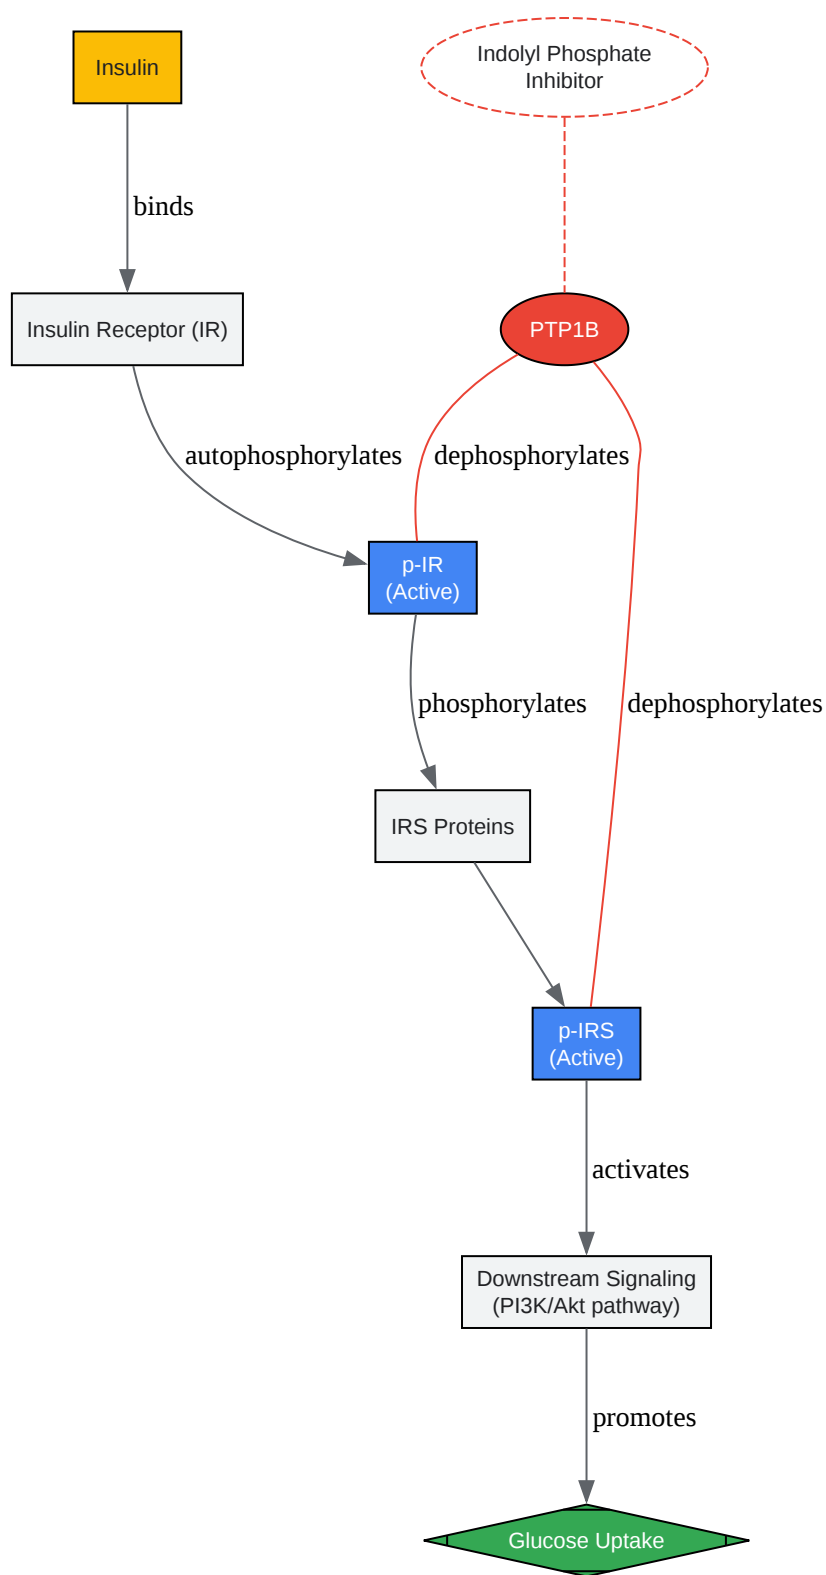 Insulin
Indolyl Phosphate
Inhibitor
binds
Insulin Receptor (IR)
PTP1B
autophosphorylates
dephosphorylates
p-IR
(Active)
phosphorylates
dephosphorylates
IRS Proteins
p-IRS
(Active)
activates
Downstream Signaling
(PI3K/Akt pathway)
promotes
Glucose Uptake